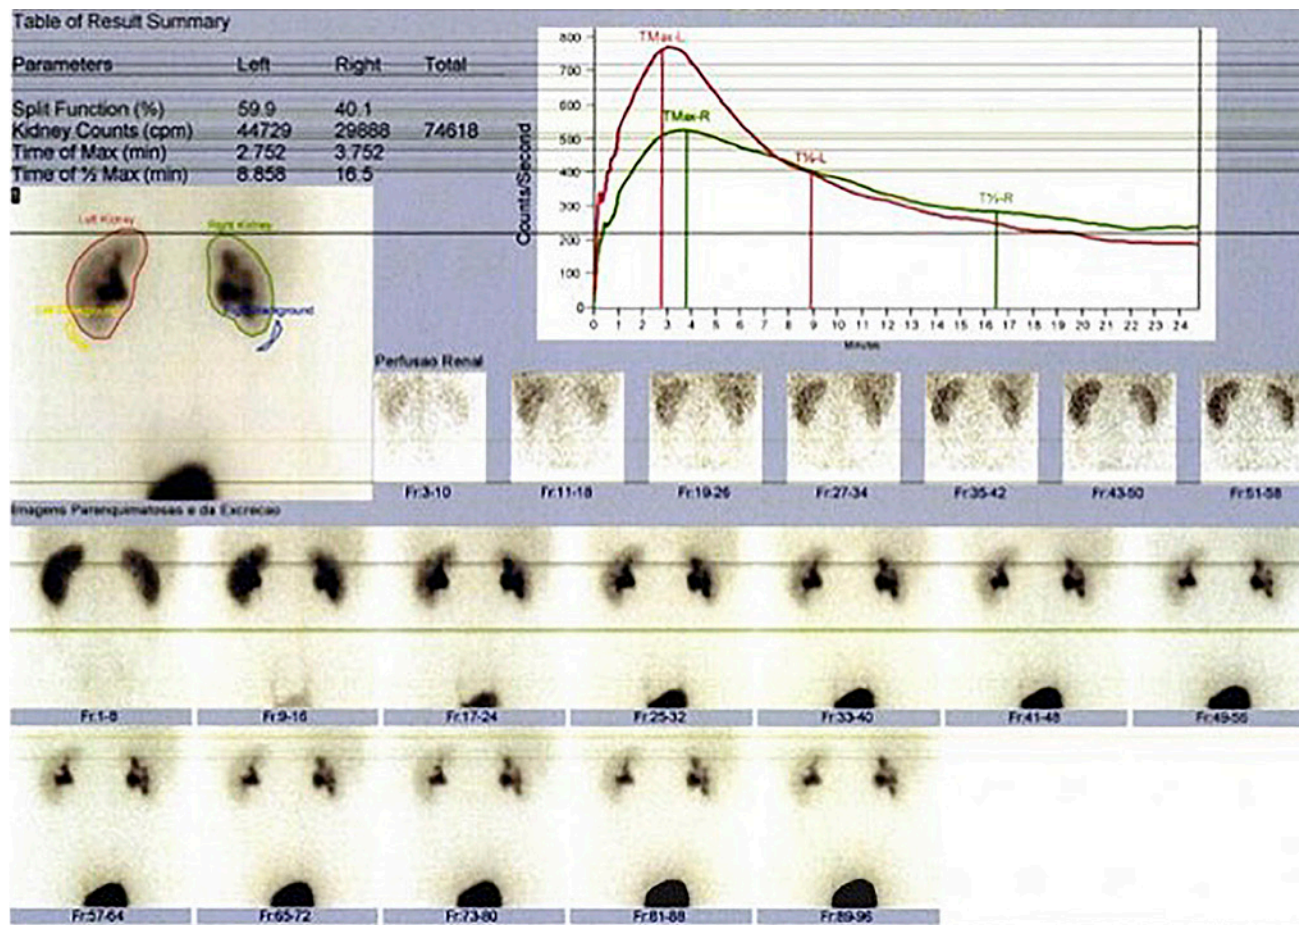 Table of Result Summary
Parameters Left Right Total
Split Function (%) 59.9 40.1
Kidney Counts (cpm) 44729 29888 74618
Time of Max (min) 2.752 3.752
Time of ½ Max (min) 8.858 16.5
Left Kidney
Right Kidney
800
700
600
500
400
300
200
100
0
Counts/Second
TMax-L
TMax-R
T½-L
T½-R
0 1 2 3 4 5 6 7 8 9 10 11 12 13 14 15 16 17 18 19 20 21 22 23 24
Minutes
Perfusao Renal
Fr:3-10 Fr:11-18 Fr:19-26 Fr:27-34 Fr:35-42 Fr:43-50 Fr:51-58
Imagens Parenquimatosas e da Excrecao
Fr:1-8 Fr:9-16 Fr:17-24 Fr:25-32 Fr:33-40 Fr:41-48 Fr:49-56
Fr:57-64 Fr:65-72 Fr:73-80 Fr:81-88 Fr:89-96